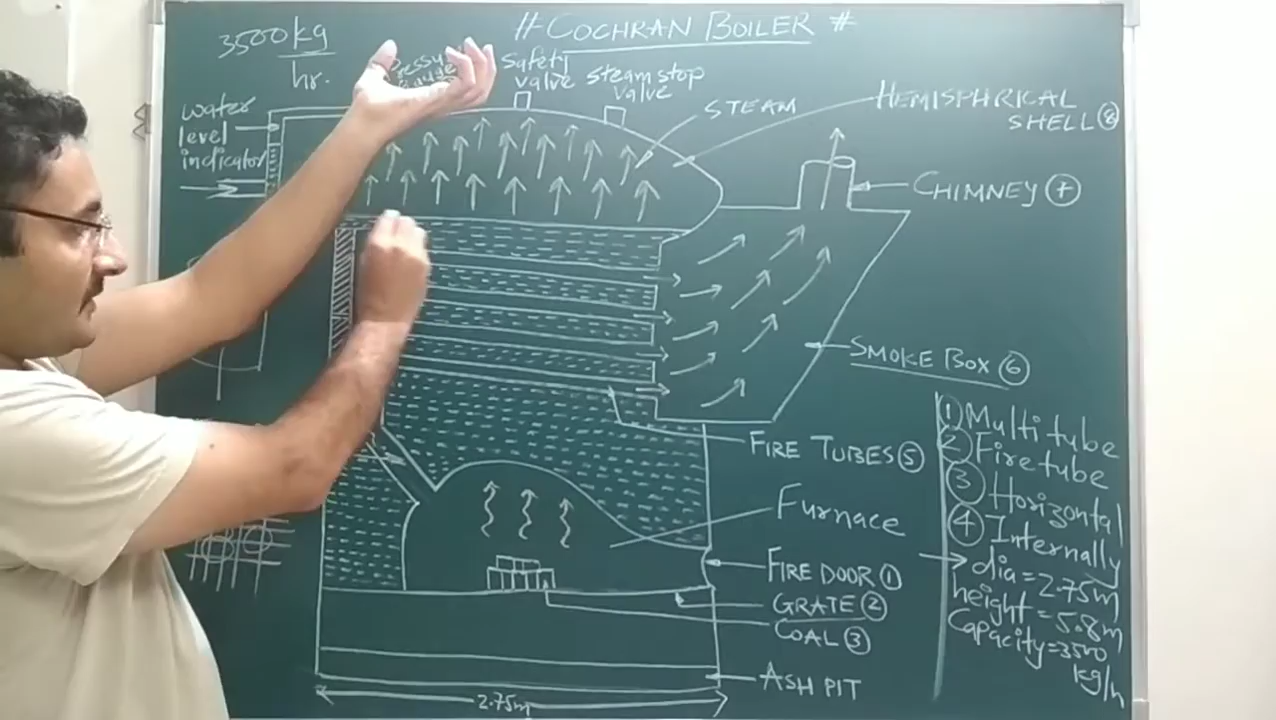 # COCHRAN BOILER #
3500 kg
hr.
Safety
valve
Steam stop
valve
water
level
indicator
STEAM
HEMISPHRICAL
SHELL 8
CHIMNEY 7
SMOKE BOX 6
FIRE TUBES 5
Furnace
FIRE DOOR 1
GRATE 2
COAL 3
ASH PIT
2.75m
1 Multi tube
2 Fire tube
3 Horizontal
4 Internally
dia = 2.75m
height = 5.8m
Capacity = 3500
kg/h